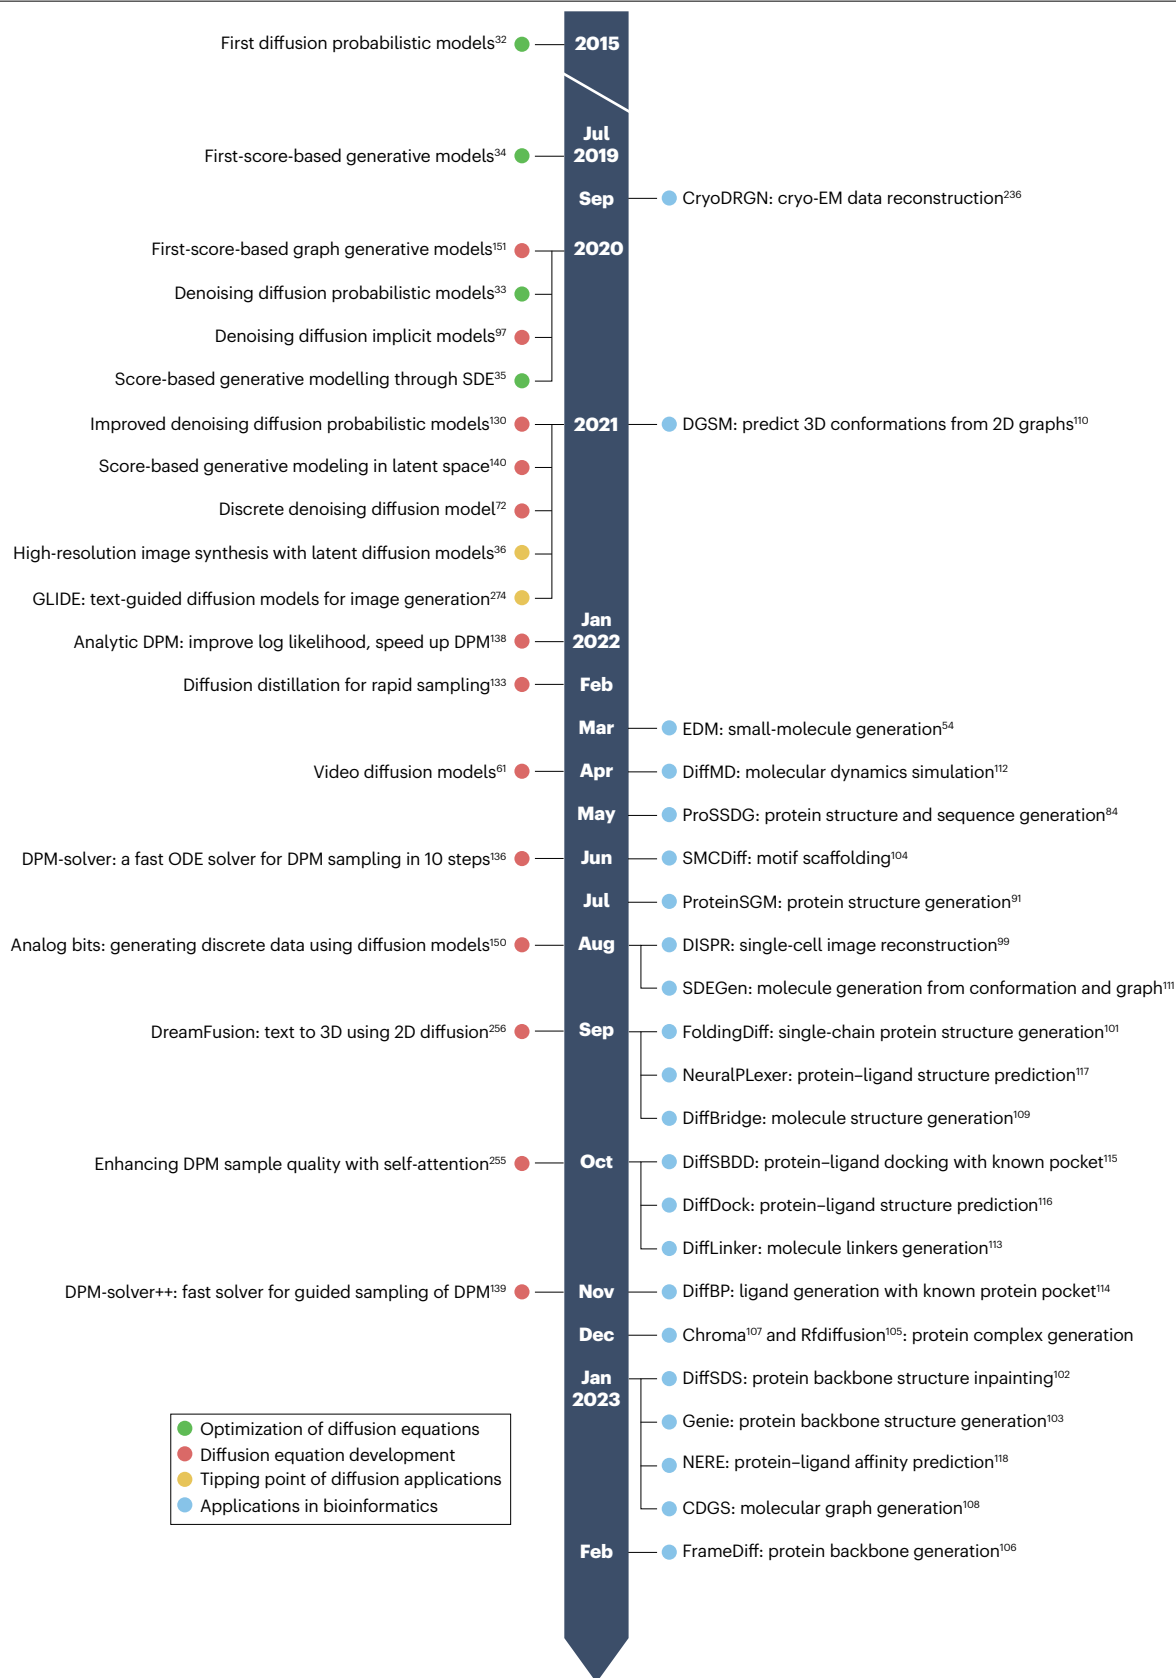 First diffusion probabilistic models³² 2015
Jul
First-score-based generative models³⁴ 2019
Sep CryoDRGN: cryo-EM data reconstruction²³⁶
First-score-based graph generative models¹⁵¹ 2020
Denoising diffusion probabilistic models³³
Denoising diffusion implicit models⁹⁷
Score-based generative modelling through SDE³⁵
Improved denoising diffusion probabilistic models¹³⁰ 2021 DGSM: predict 3D conformations from 2D graphs¹¹⁰
Score-based generative modeling in latent space¹⁴⁰
Discrete denoising diffusion model⁷²
High-resolution image synthesis with latent diffusion models³⁶
GLIDE: text-guided diffusion models for image generation²⁷⁴
Jan
Analytic DPM: improve log likelihood, speed up DPM¹³⁸ 2022
Diffusion distillation for rapid sampling¹³³ Feb
Mar EDM: small-molecule generation⁵⁴
Video diffusion models⁶¹ Apr DiffMD: molecular dynamics simulation¹¹²
May ProSSDG: protein structure and sequence generation⁸⁴
DPM-solver: a fast ODE solver for DPM sampling in 10 steps¹³⁶ Jun SMCDiff: motif scaffolding¹⁰⁴
Jul ProteinSGM: protein structure generation⁹¹
Analog bits: generating discrete data using diffusion models¹⁵⁰ Aug DISPR: single-cell image reconstruction⁹⁹
SDEGen: molecule generation from conformation and graph¹¹¹
DreamFusion: text to 3D using 2D diffusion²⁵⁶ Sep FoldingDiff: single-chain protein structure generation¹⁰¹
NeuralPLexer: protein–ligand structure prediction¹¹⁷
DiffBridge: molecule structure generation¹⁰⁹
Enhancing DPM sample quality with self-attention²⁵⁵ Oct DiffSBDD: protein–ligand docking with known pocket¹¹⁵
DiffDock: protein–ligand structure prediction¹¹⁶
DiffLinker: molecule linkers generation¹¹³
DPM-solver++: fast solver for guided sampling of DPM¹³⁹ Nov DiffBP: ligand generation with known protein pocket¹¹⁴
Dec Chroma¹⁰⁷ and Rfdiffusion¹⁰⁵: protein complex generation
Jan DiffSDS: protein backbone structure inpainting¹⁰²
2023
Genie: protein backbone structure generation¹⁰³
NERE: protein–ligand affinity prediction¹¹⁸
CDGS: molecular graph generation¹⁰⁸
Feb FrameDiff: protein backbone generation¹⁰⁶
Optimization of diffusion equations
Diffusion equation development
Tipping point of diffusion applications
Applications in bioinformatics